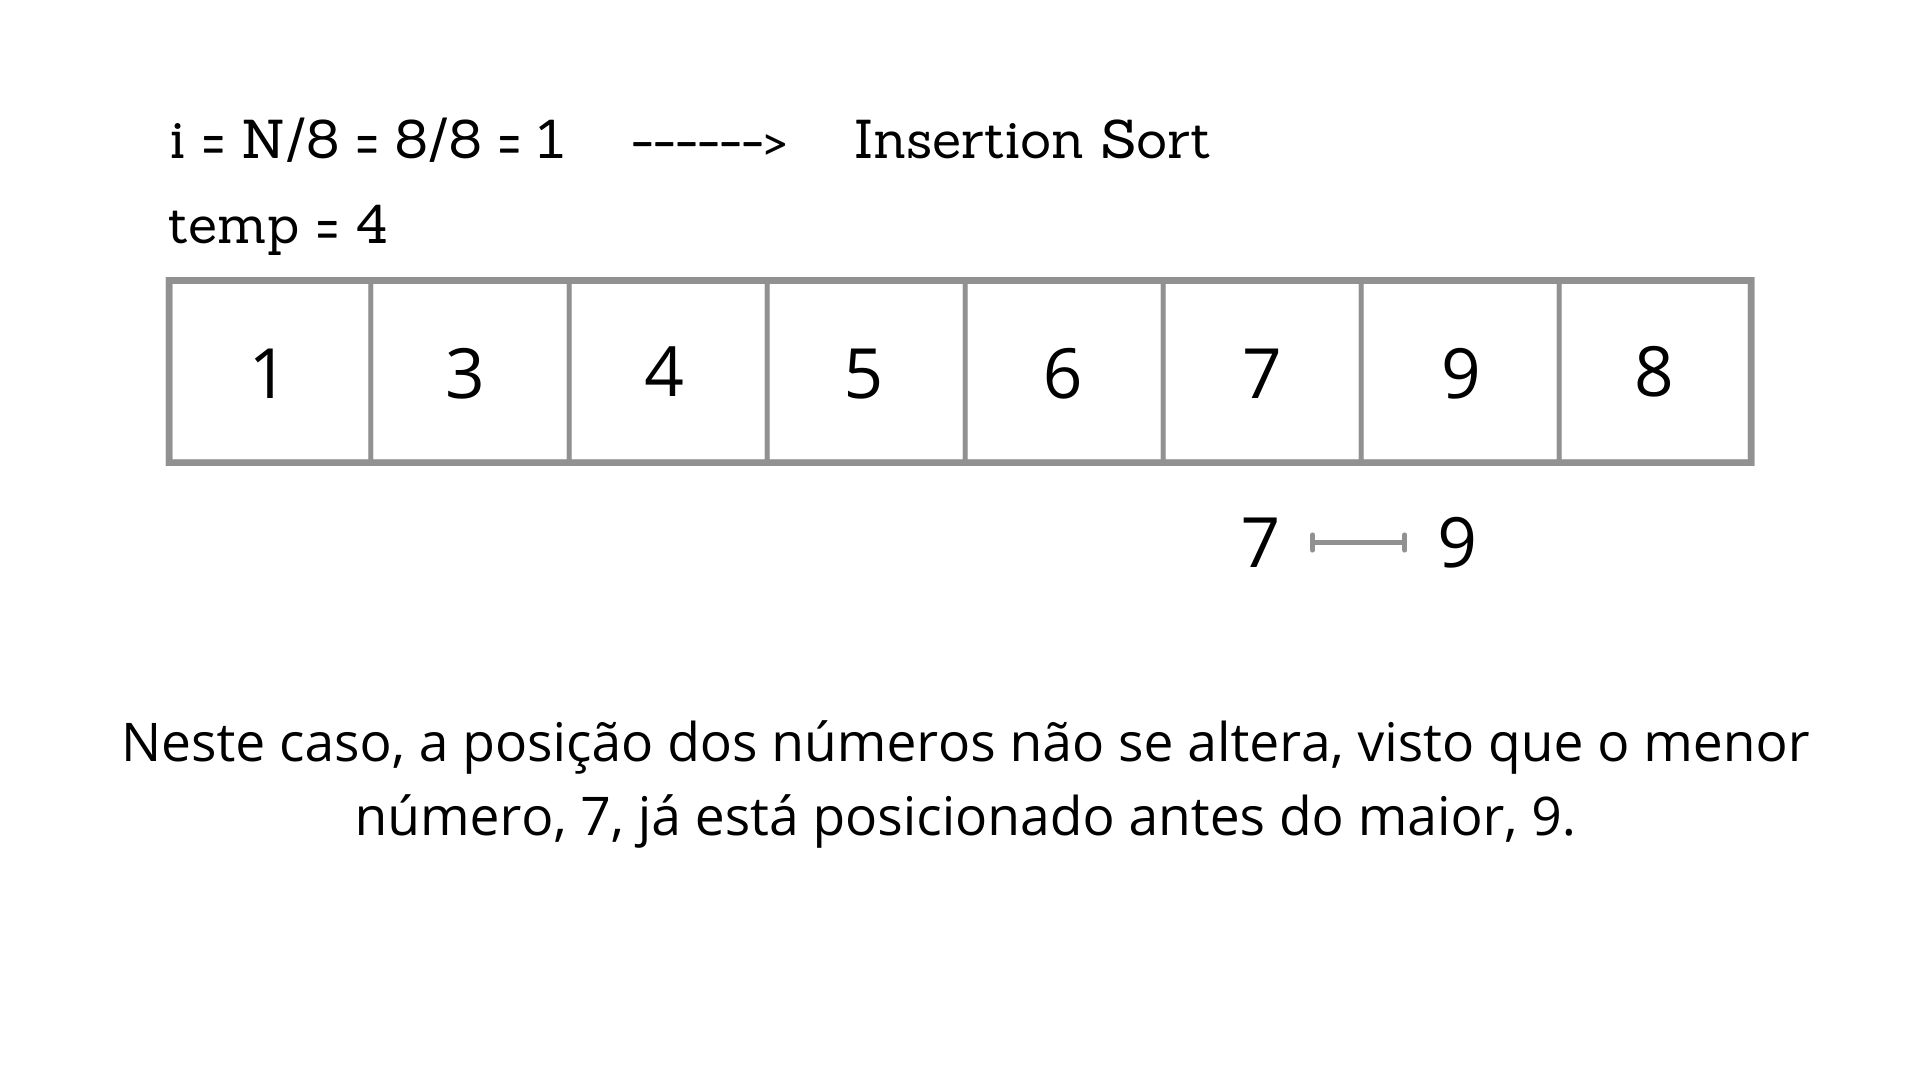 i = N/8 = 8/8 = 1 ------> Insertion Sort
temp = 4
1 3 4 5 6 7 9 8
7 9
Neste caso, a posição dos números não se altera, visto que o menor
número, 7, já está posicionado antes do maior, 9.